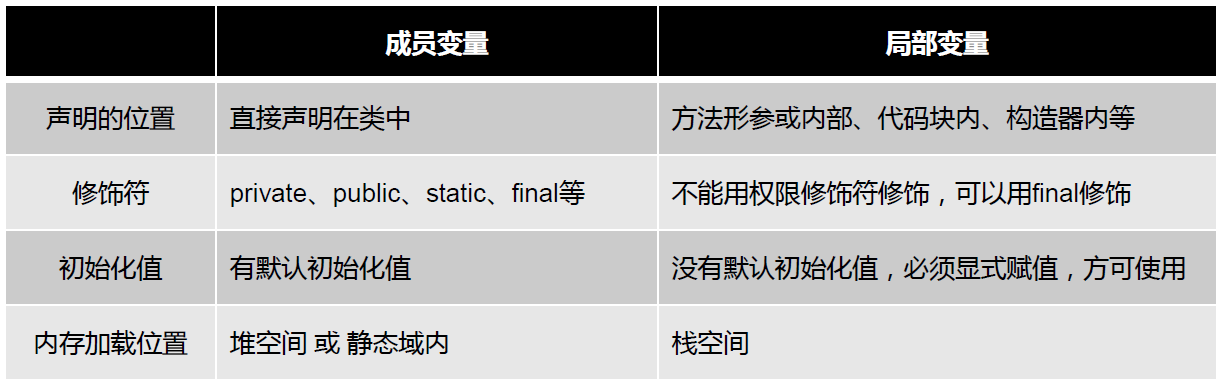 成员变量 局部变量
声明的位置 直接声明在类中 方法形参或内部、代码块内、构造器内等
修饰符 private、public、static、final等 不能用权限修饰符修饰，可以用final修饰
初始化值 有默认初始化值 没有默认初始化值，必须显式赋值，方可使用
内存加载位置 堆空间 或 静态域内 栈空间